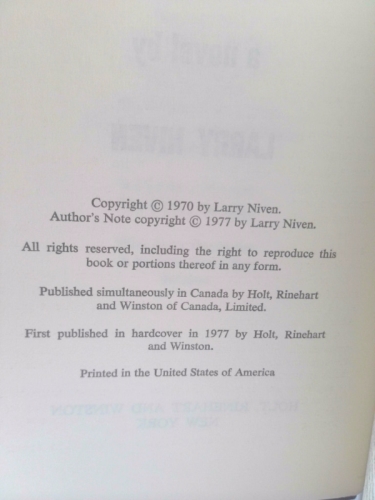 Copyright © 1970 by Larry Niven.
Author's Note copyright © 1977 by Larry Niven.
All rights reserved, including the right to reproduce this
book or portions thereof in any form.
Published simultaneously in Canada by Holt, Rinehart
and Winston of Canada, Limited.
First published in hardcover in 1977 by Holt, Rinehart
and Winston.
Printed in the United States of America